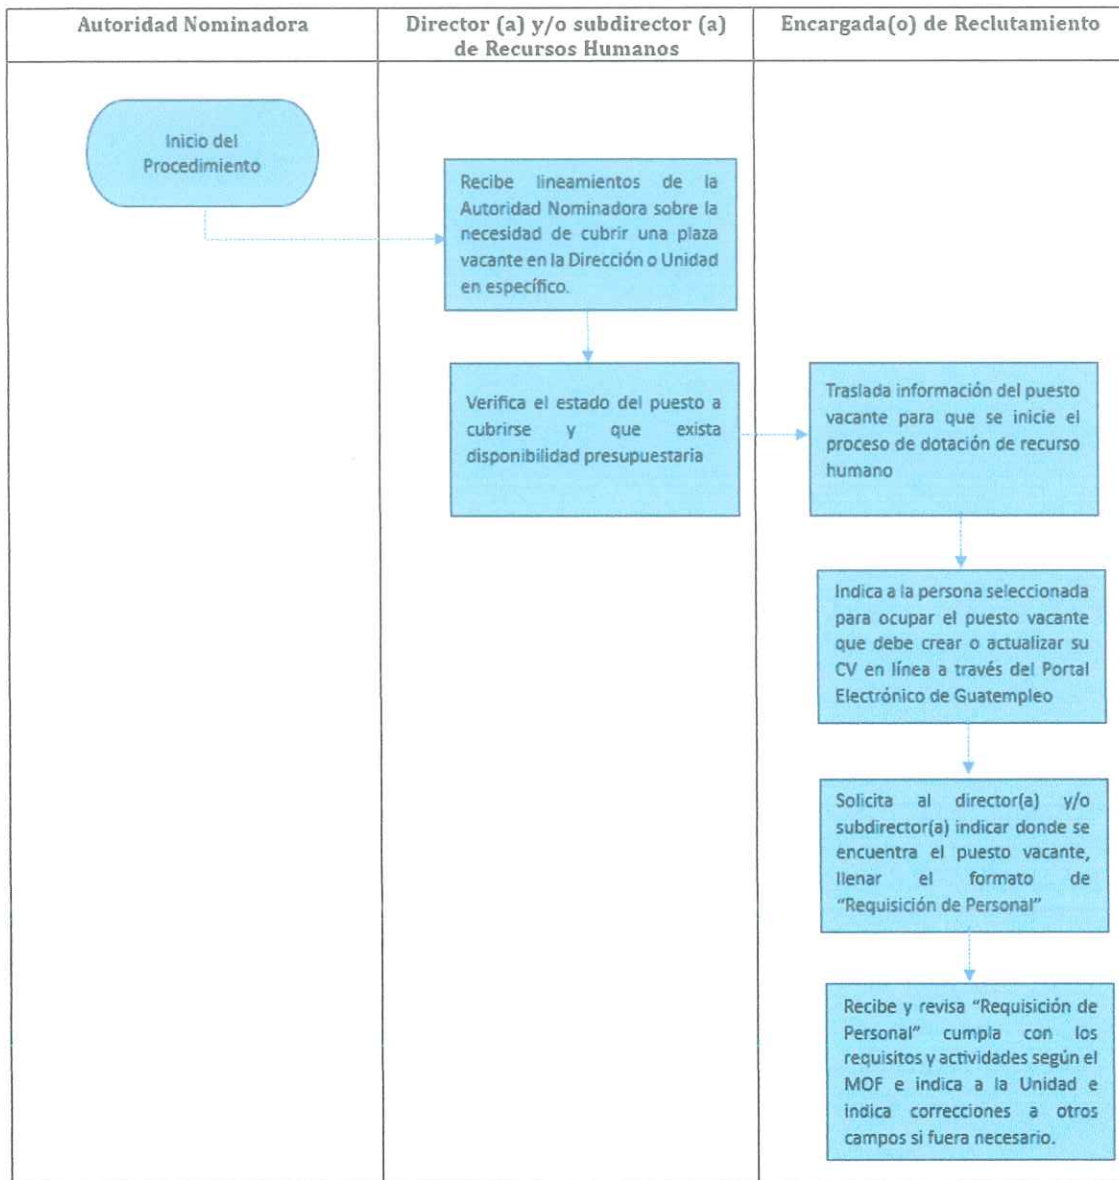 Autoridad Nominadora
Director (a) y/o subdirector (a)
de Recursos Humanos
Encargada(o) de Reclutamiento
Inicio del
Procedimiento
Recibe lineamientos de la
Autoridad Nominadora sobre la
necesidad de cubrir una plaza
vacante en la Dirección o Unidad
en específico.
Verifica el estado del puesto a
cubrirse y que exista
disponibilidad presupuestaria
Traslada información del puesto
vacante para que se inicie el
proceso de dotación de recurso
humano
Indica a la persona seleccionada
para ocupar el puesto vacante
que debe crear o actualizar su
CV en línea a través del Portal
Electrónico de Guatempleo
Solicita al director(a) y/o
subdirector(a) indicar donde se
encuentra el puesto vacante,
llenar el formato de
“Requisición de Personal”
Recibe y revisa “Requisición de
Personal” cumpla con los
requisitos y actividades según el
MOF e indica a la Unidad e
indica correcciones a otros
campos si fuera necesario.